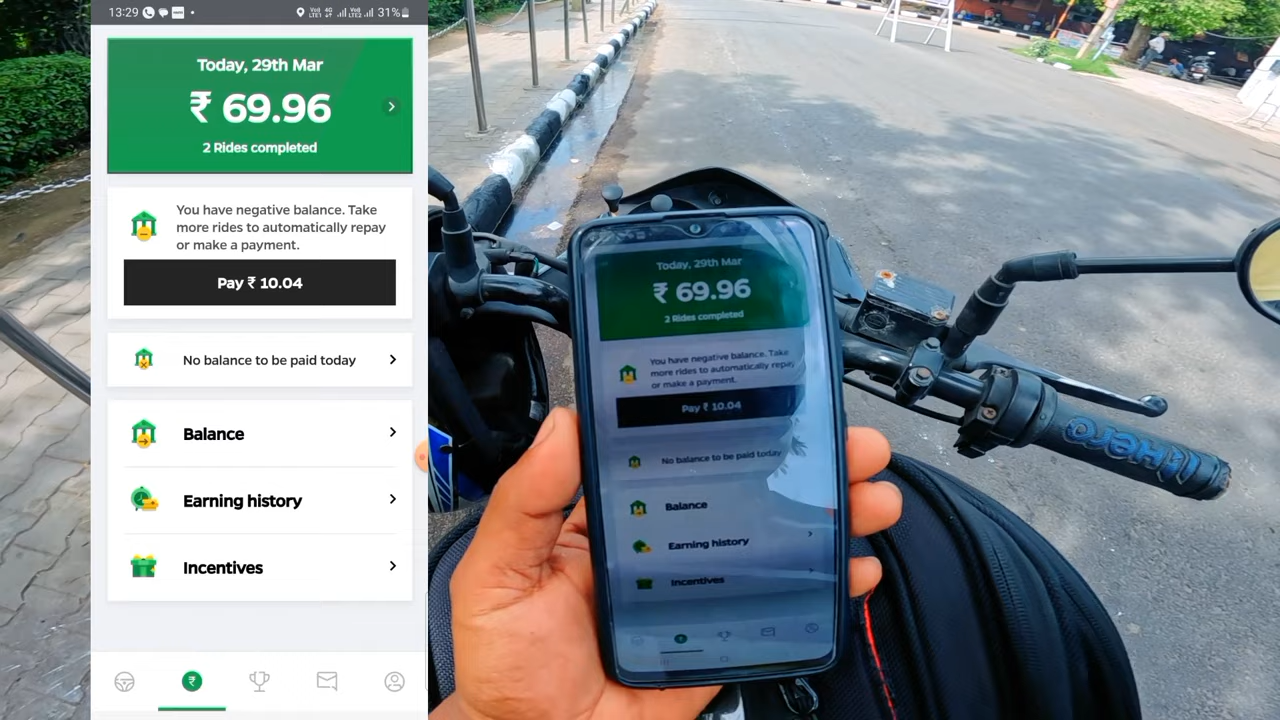 13:29
31%
Today, 29th Mar
₹ 69.96
2 Rides completed
You have negative balance. Take
more rides to automatically repay
or make a payment.
Pay ₹ 10.04
No balance to be paid today
Balance
Earning history
Incentives
Today, 29th Mar
₹ 69.96
2 Rides completed
You have negative balance. Take
more rides to automatically repay
or make a payment.
Pay ₹ 10.04
No balance to be paid today
Balance
Earning history
Incentives
Hero